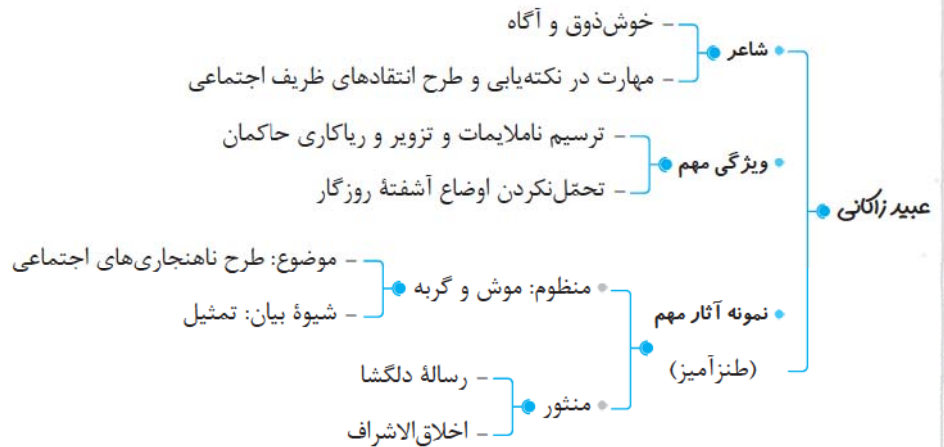 عبید زاکانی
شاعر
- خوش‌ذوق و آگاه
- مهارت در نکته‌یابی و طرح انتقادهای ظریف اجتماعی
ویژگی مهم
- ترسیم ناملایمات و تزویر و ریاکاری حاکمان
- تحمّل‌نکردن اوضاع آشفتهٔ روزگار
نمونه آثار مهم
(طنزآمیز)
منظوم: موش و گربه
- موضوع: طرح ناهنجاری‌های اجتماعی
- شیوهٔ بیان: تمثیل
منثور
- رسالهٔ دلگشا
- اخلاق‌الاشراف